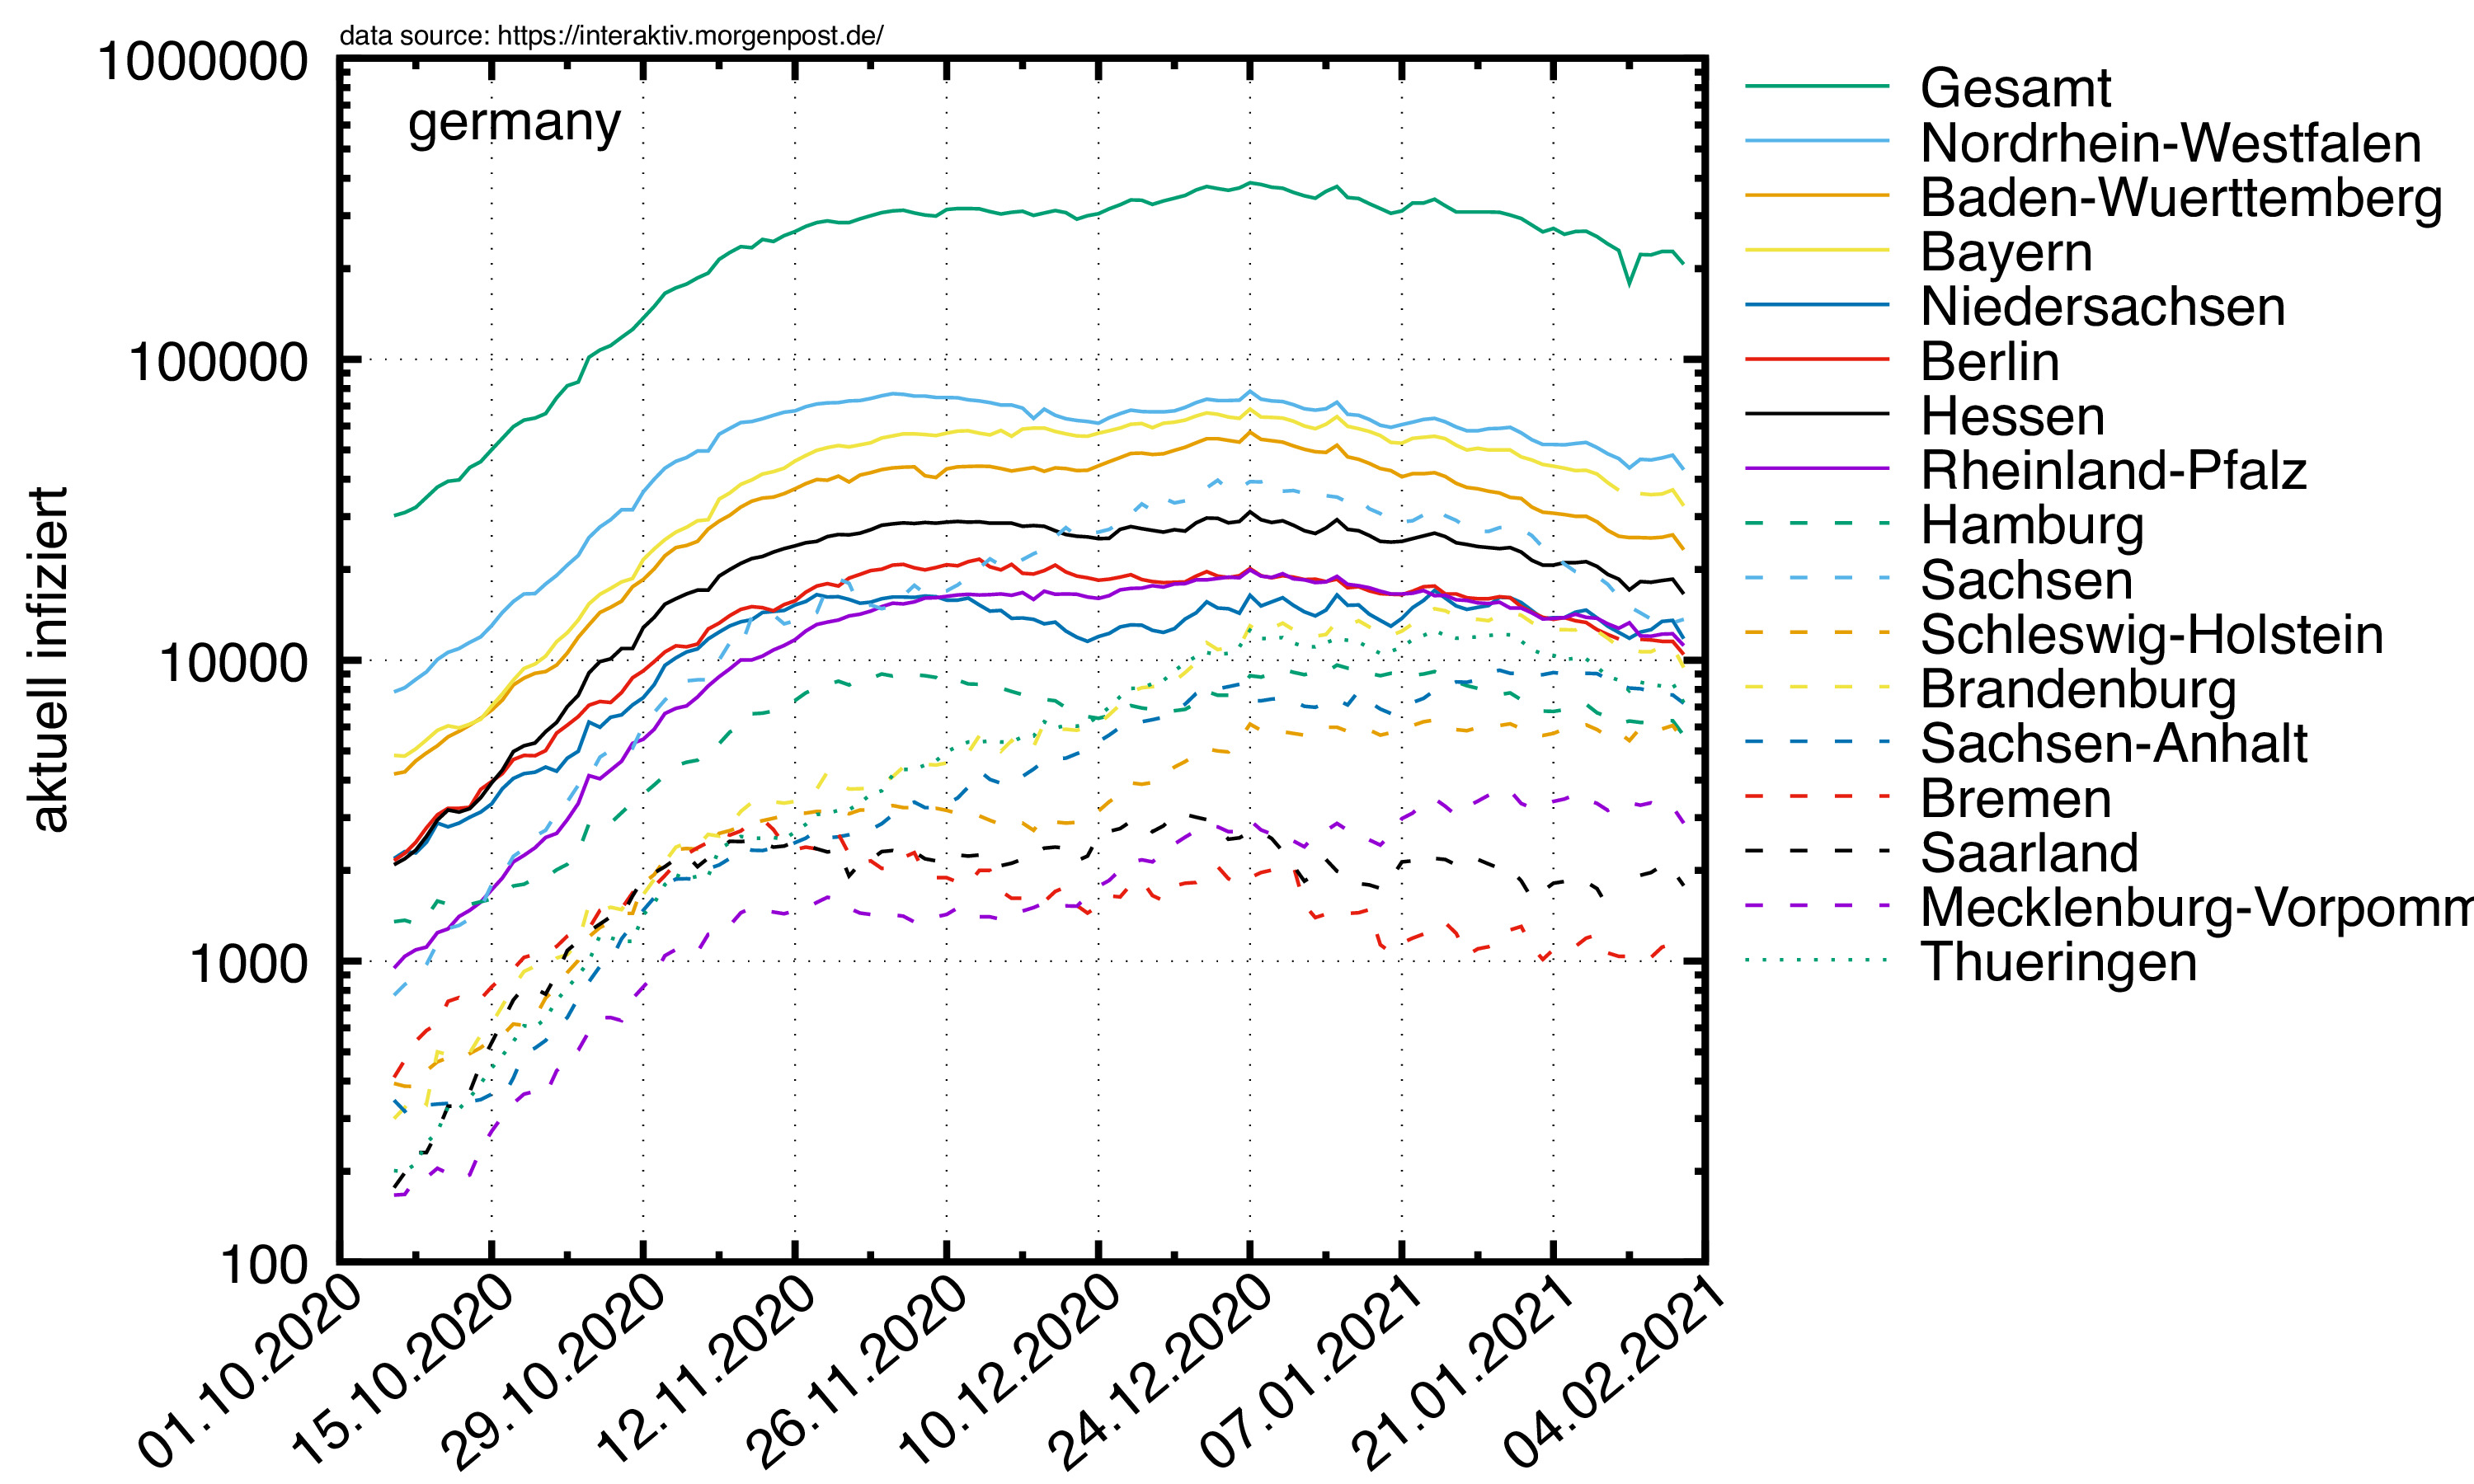 data source: https://interaktiv.morgenpost.de/
germany
aktuell infiziert
1000000
100000
10000
1000
100
01.10.2020
15.10.2020
29.10.2020
12.11.2020
26.11.2020
10.12.2020
24.12.2020
07.01.2021
21.01.2021
04.02.2021
Gesamt
Nordrhein-Westfalen
Baden-Wuerttemberg
Bayern
Niedersachsen
Berlin
Hessen
Rheinland-Pfalz
Hamburg
Sachsen
Schleswig-Holstein
Brandenburg
Sachsen-Anhalt
Bremen
Saarland
Mecklenburg-Vorpomm
Thueringen